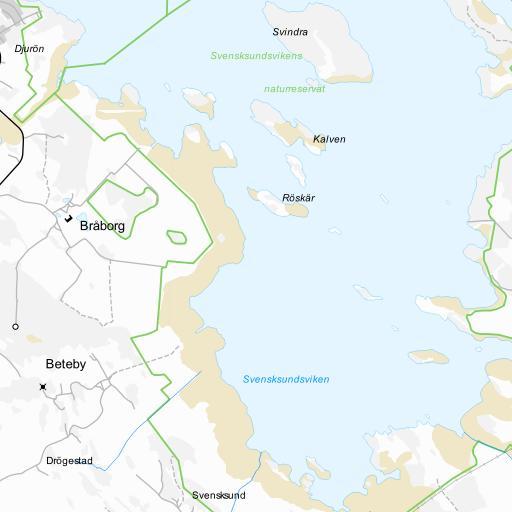 Svindra
Djurön
Svensksundsvikens
naturreservat
Kalven
Röskär
Bråborg
Beteby
Svensksundsviken
Drögestad
Svensksund